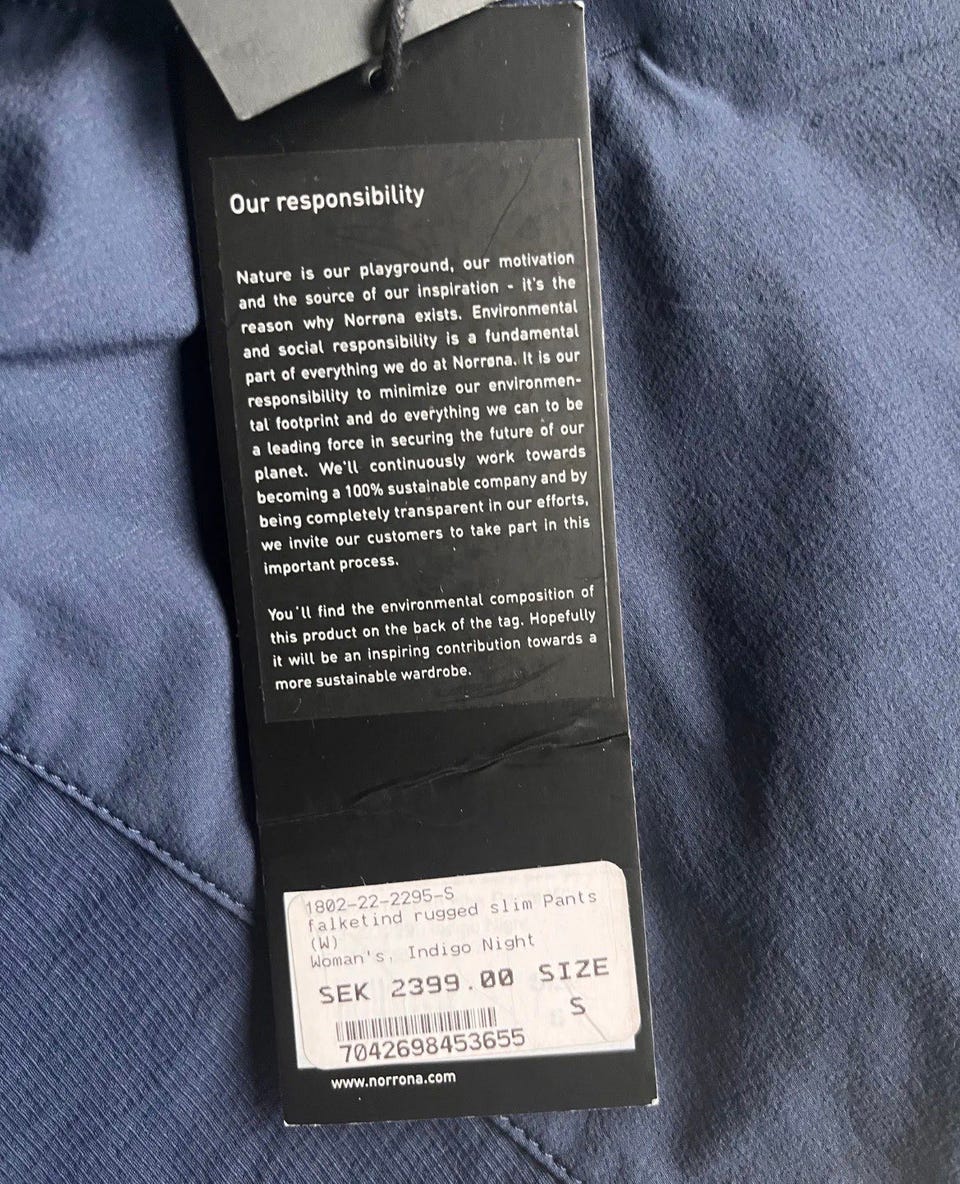 Our responsibility
Nature is our playground, our motivation
and the source of our inspiration - it's the
reason why Norrøna exists. Environmental
and social responsibility is a fundamental
part of everything we do at Norrøna. It is our
responsibility to minimize our environmen-
tal footprint and do everything we can to be
a leading force in securing the future of our
planet. We'll continuously work towards
becoming a 100% sustainable company and by
being completely transparent in our efforts,
we invite our customers to take part in this
important process.
You'll find the environmental composition of
this product on the back of the tag. Hopefully
it will be an inspiring contribution towards a
more sustainable wardrobe.
1802-22-2295-S
falketind rugged slim Pants
(W)
Woman's, Indigo Night
SEK 2399.00 SIZE
S
7042698453655
www.norrona.com